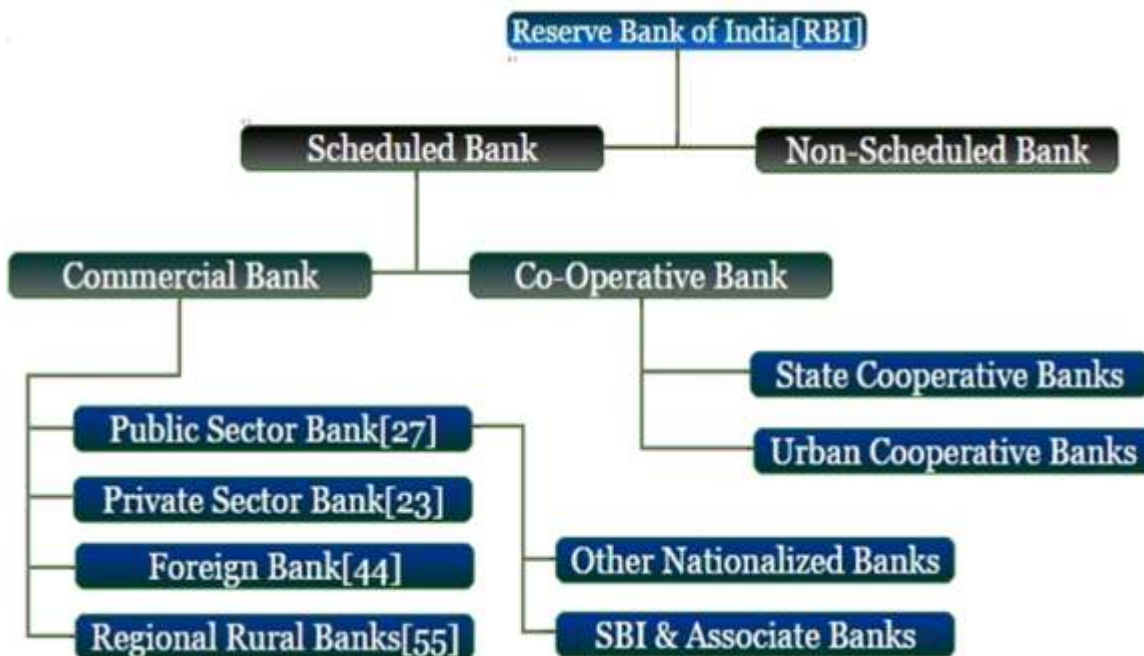 Reserve Bank of India[RBI]
Scheduled Bank
Non-Scheduled Bank
Commercial Bank
Co-Operative Bank
State Cooperative Banks
Public Sector Bank[27]
Urban Cooperative Banks
Private Sector Bank[23]
Foreign Bank[44]
Other Nationalized Banks
Regional Rural Banks[55]
SBI & Associate Banks